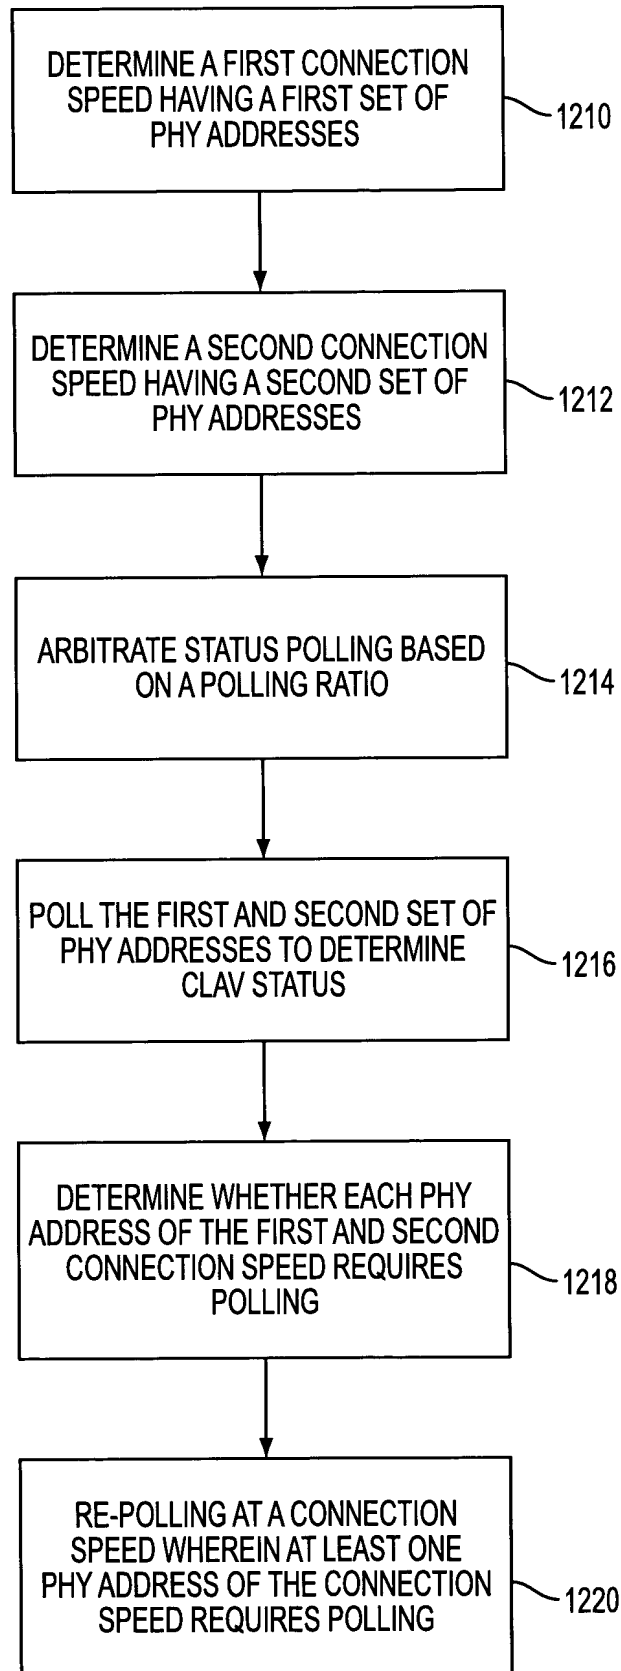 DETERMINE A FIRST CONNECTION
SPEED HAVING A FIRST SET OF
PHY ADDRESSES
1210
DETERMINE A SECOND CONNECTION
SPEED HAVING A SECOND SET OF
PHY ADDRESSES
1212
ARBITRATE STATUS POLLING BASED
ON A POLLING RATIO
1214
POLL THE FIRST AND SECOND SET OF
PHY ADDRESSES TO DETERMINE
CLAV STATUS
1216
DETERMINE WHETHER EACH PHY
ADDRESS OF THE FIRST AND SECOND
CONNECTION SPEED REQUIRES
POLLING
1218
RE-POLLING AT A CONNECTION
SPEED WHEREIN AT LEAST ONE
PHY ADDRESS OF THE CONNECTION
SPEED REQUIRES POLLING
1220